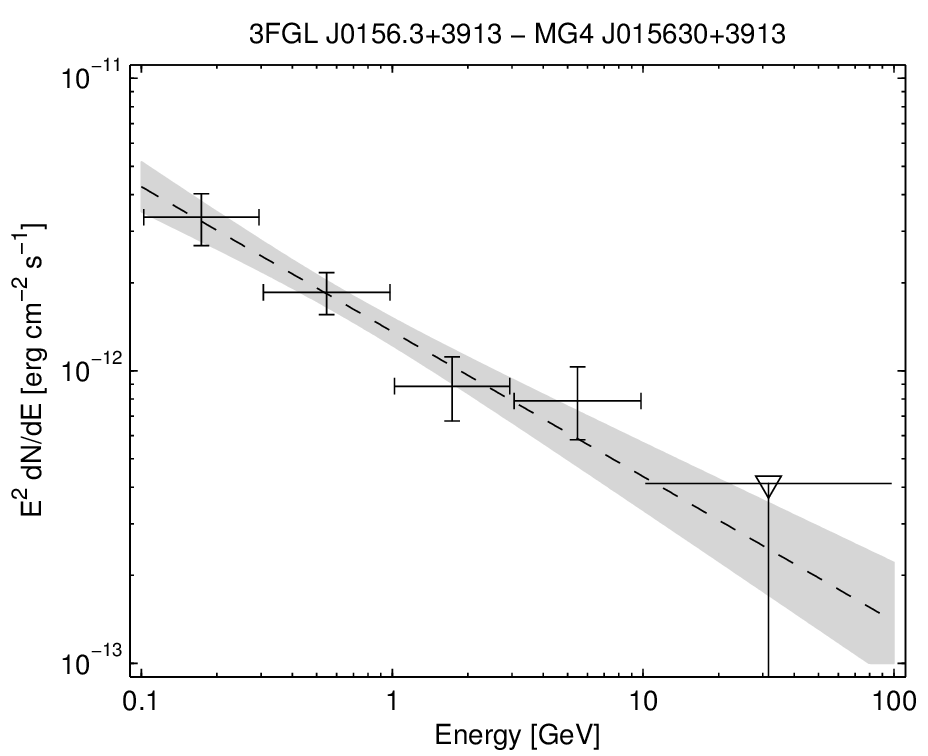 3FGL J0156.3+3913 − MG4 J015630+3913
10⁻¹¹
10⁻¹²
10⁻¹³
E² dN/dE [erg cm⁻² s⁻¹]
0.1 1 10 100
Energy [GeV]